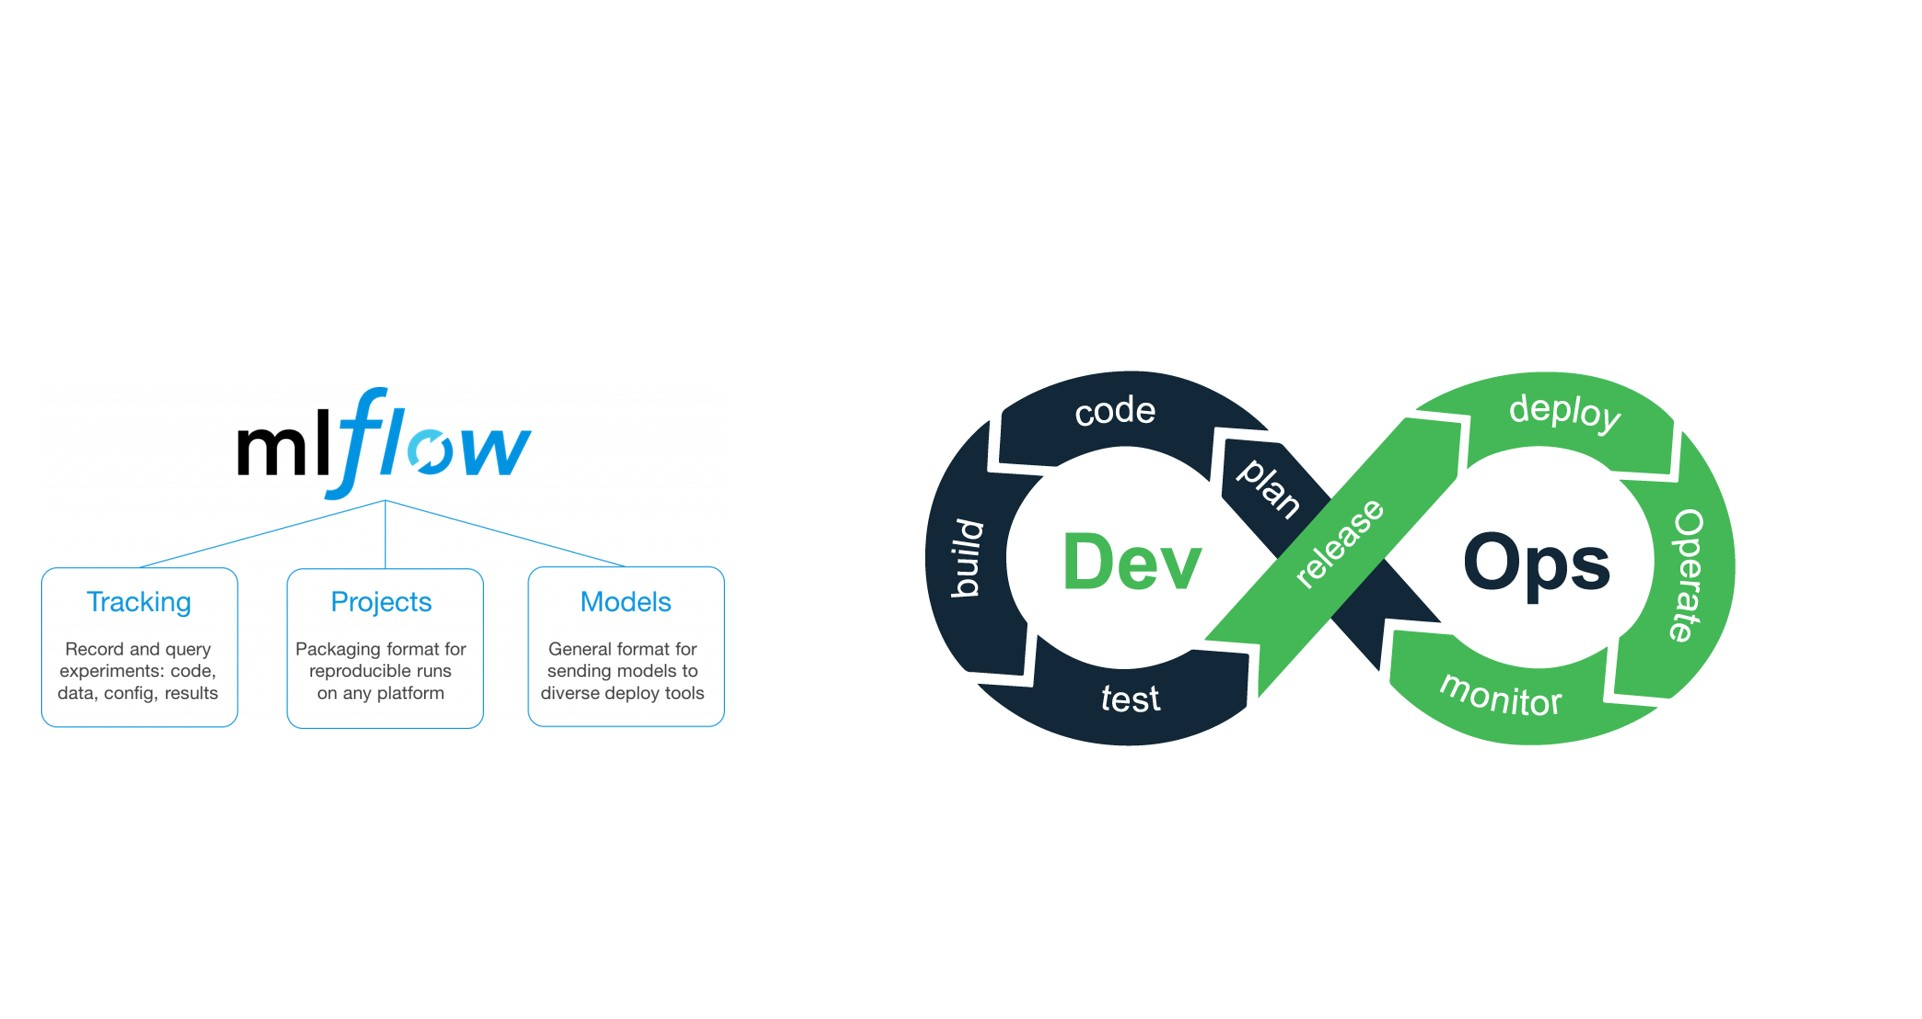 mlflow
Tracking
Record and query
experiments: code,
data, config, results
Projects
Packaging format for
reproducible runs
on any platform
Models
General format for
sending models to
diverse deploy tools
code
plan
build
test
Dev
release
Ops
deploy
Operate
monitor